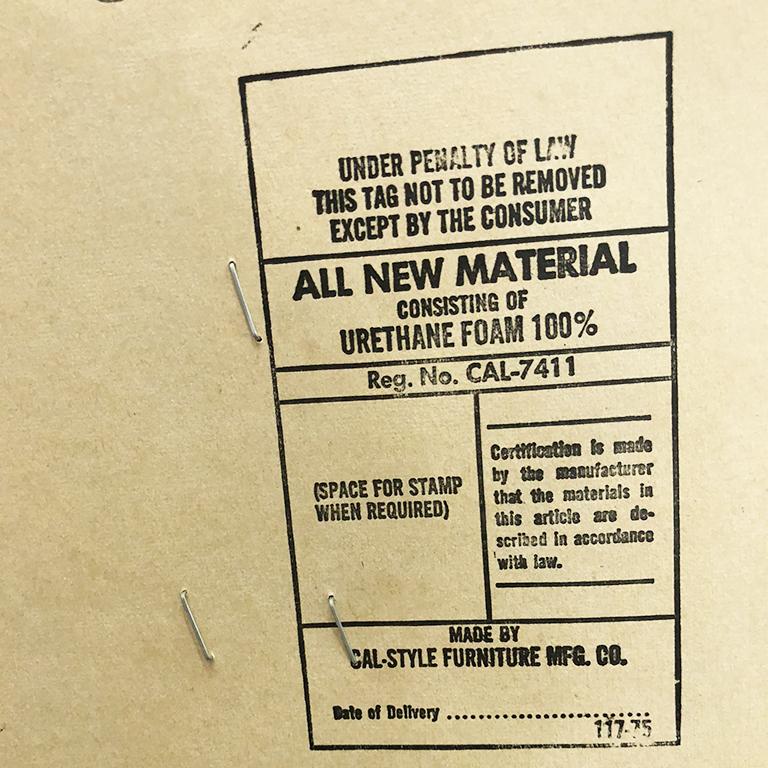 UNDER PENALTY OF LAW
THIS TAG NOT TO BE REMOVED
EXCEPT BY THE CONSUMER
ALL NEW MATERIAL
CONSISTING OF
URETHANE FOAM 100%
Reg. No. CAL-7411
(SPACE FOR STAMP
WHEN REQUIRED)
Certification is made
by the manufacturer
that the materials in
this article are de-
scribed in accordance
with law.
MADE BY
CAL-STYLE FURNITURE MFG. CO.
Date of Delivery ..........................
117-75